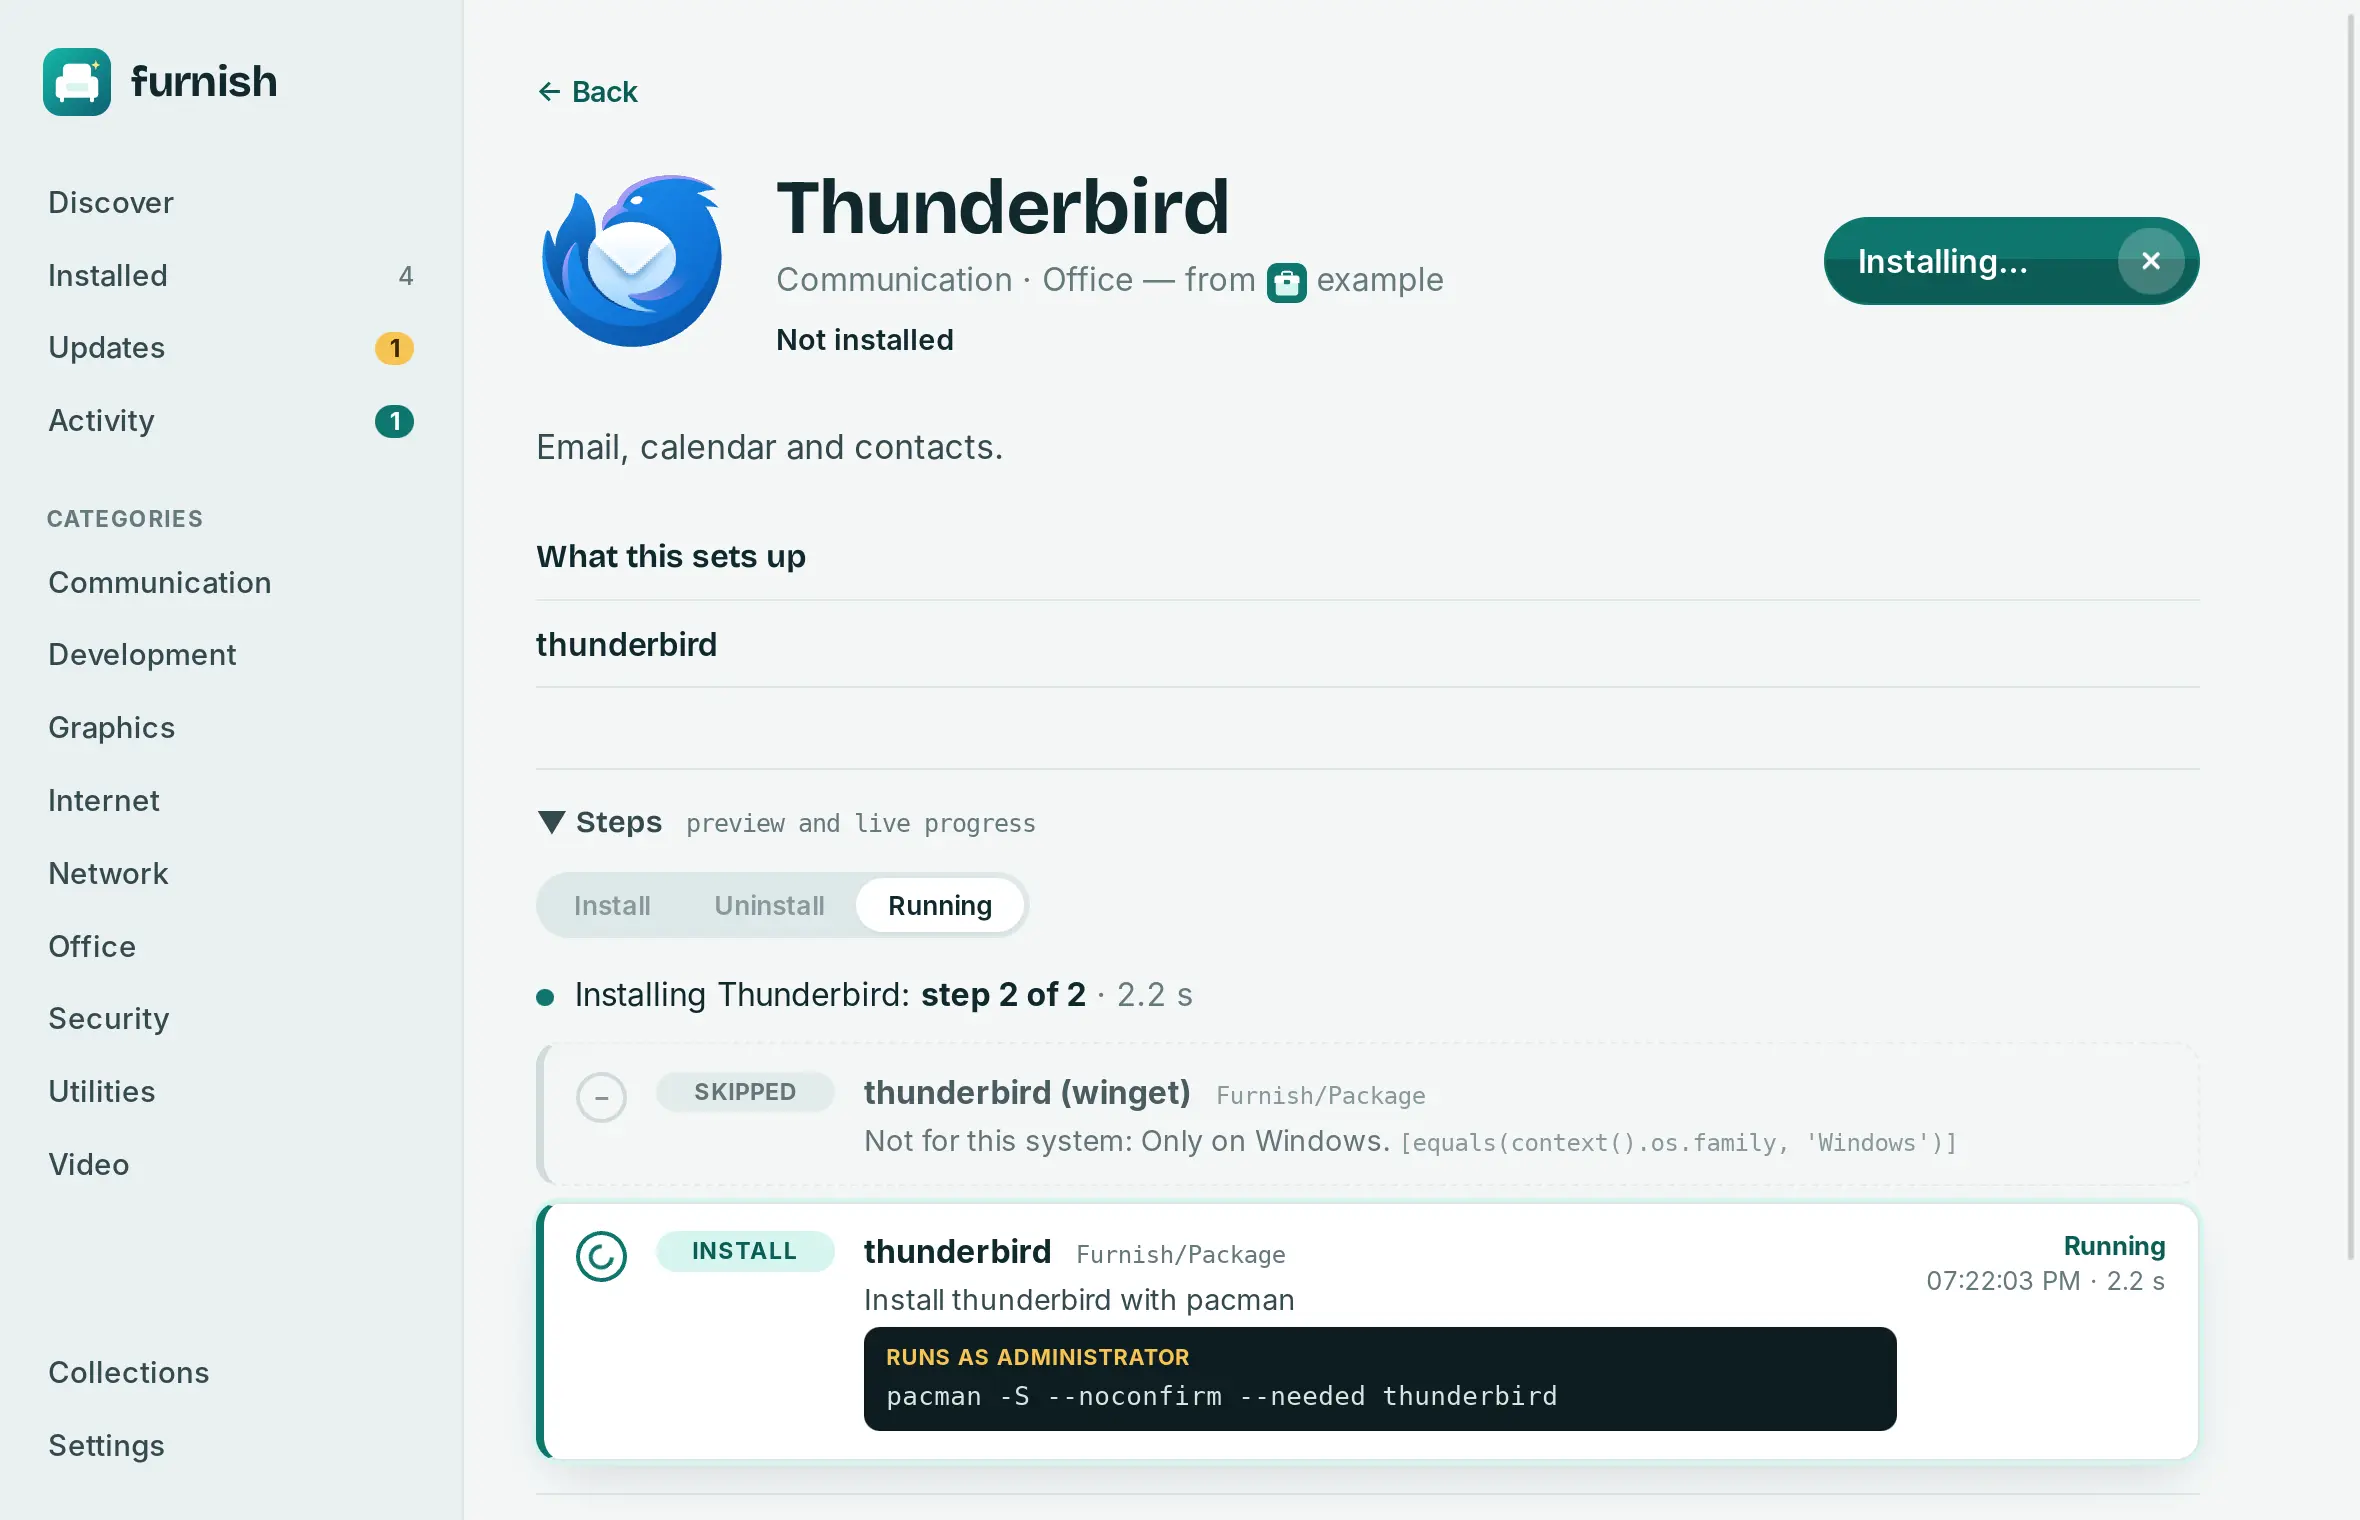 furnish
Discover
Installed 4
Updates 1
Activity 1
CATEGORIES
Communication
Development
Graphics
Internet
Network
Office
Security
Utilities
Video
Collections
Settings
← Back
Thunderbird
Communication · Office — from example
Not installed
Installing... ×
Email, calendar and contacts.
What this sets up
thunderbird
▼ Steps preview and live progress
Install Uninstall Running
Installing Thunderbird: step 2 of 2 · 2.2 s
SKIPPED thunderbird (winget) Furnish/Package
Not for this system: Only on Windows. [equals(context().os.family, 'Windows')]
INSTALL thunderbird Furnish/Package Running
07:22:03 PM · 2.2 s
Install thunderbird with pacman
RUNS AS ADMINISTRATOR
pacman -S --noconfirm --needed thunderbird